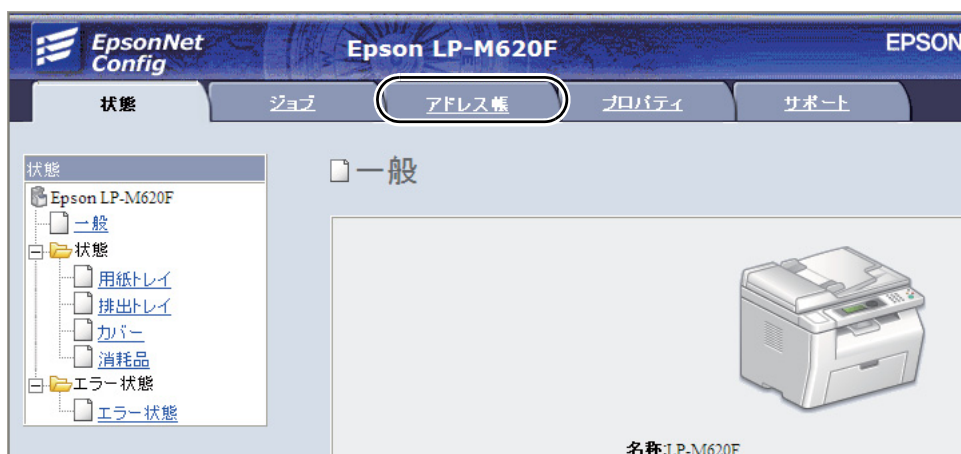 EpsonNet
Config
Epson LP-M620F
EPSON
状態
ジョブ
アドレス帳
プロパティ
サポート
状態
Epson LP-M620F
一般
状態
用紙トレイ
排出トレイ
カバー
消耗品
エラー状態
エラー状態
一般
名称:LP-M620F